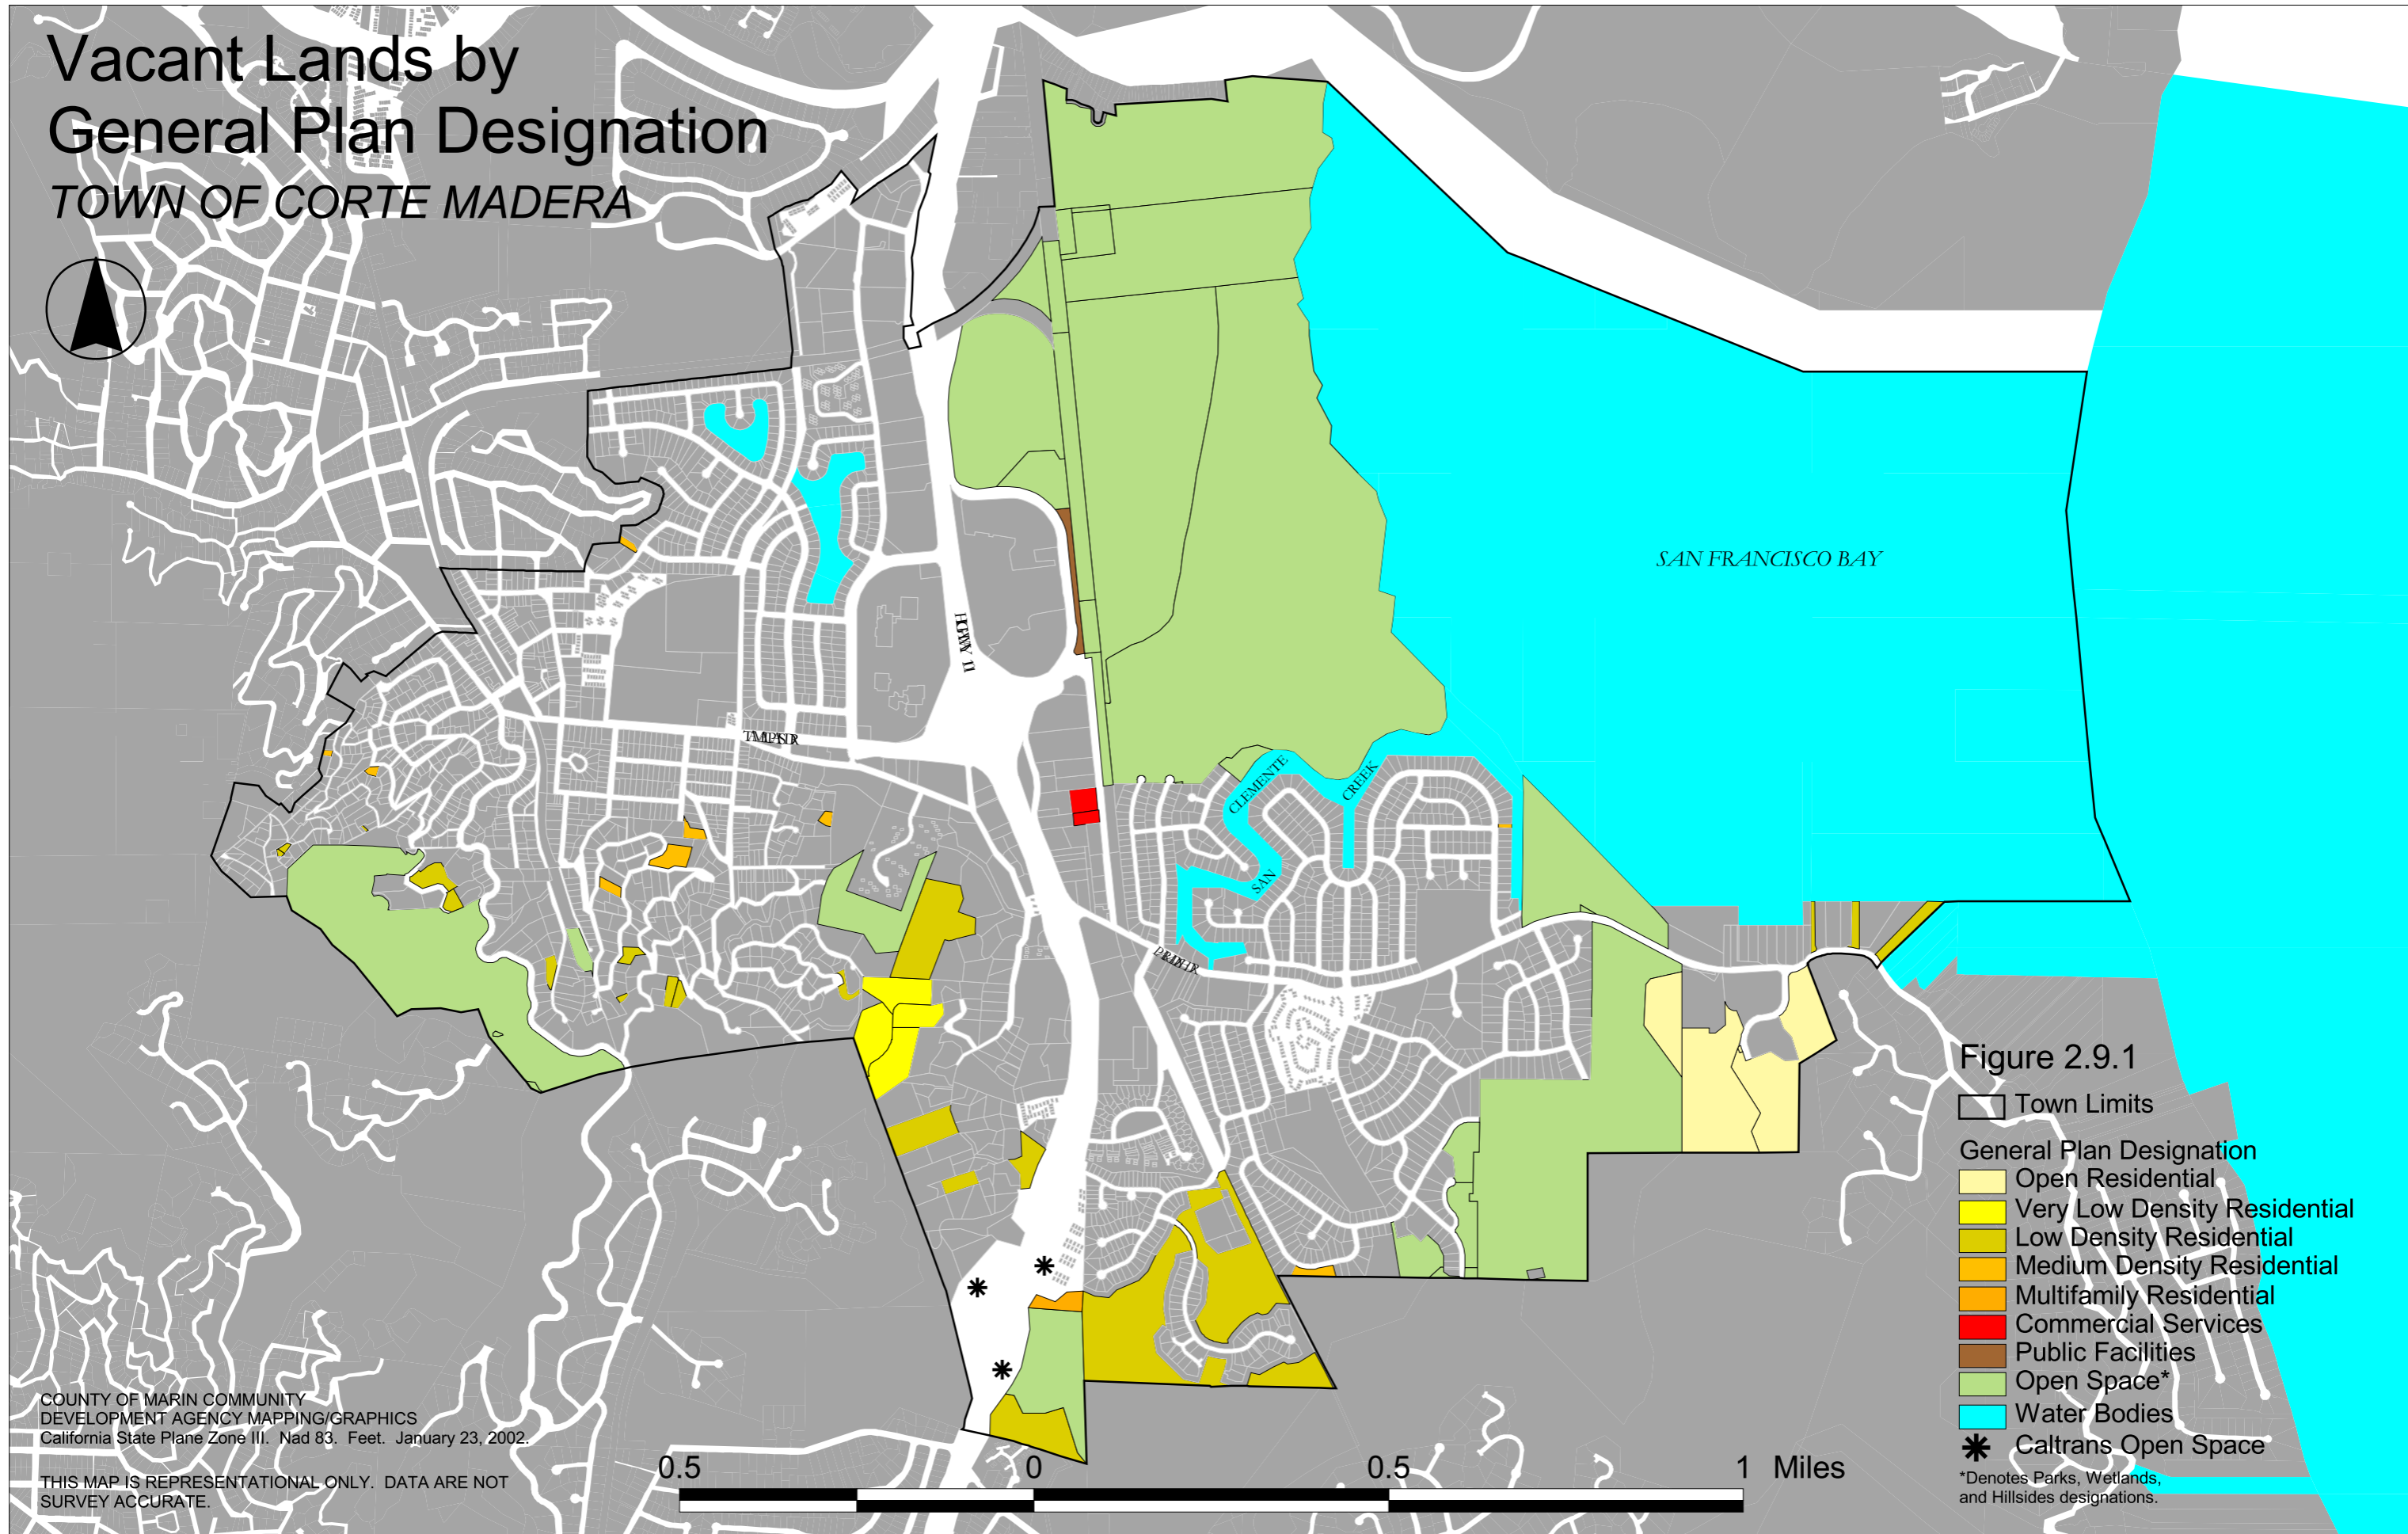 Vacant Lands by
General Plan Designation
TOWN OF CORTE MADERA
SAN FRANCISCO BAY
CLEMENTE
CREEK
SAN
Figure 2.9.1
Town Limits
General Plan Designation
Open Residential
Very Low Density Residential
Low Density Residential
Medium Density Residential
Multifamily Residential
Commercial Services
Public Facilities
Open Space*
Water Bodies
Caltrans Open Space
*Denotes Parks, Wetlands,
and Hillsides designations.
COUNTY OF MARIN COMMUNITY
DEVELOPMENT AGENCY MAPPING/GRAPHICS
California State Plane Zone III. Nad 83. Feet. January 23, 2002.
THIS MAP IS REPRESENTATIONAL ONLY. DATA ARE NOT
SURVEY ACCURATE.
0.5 0 0.5 1 Miles